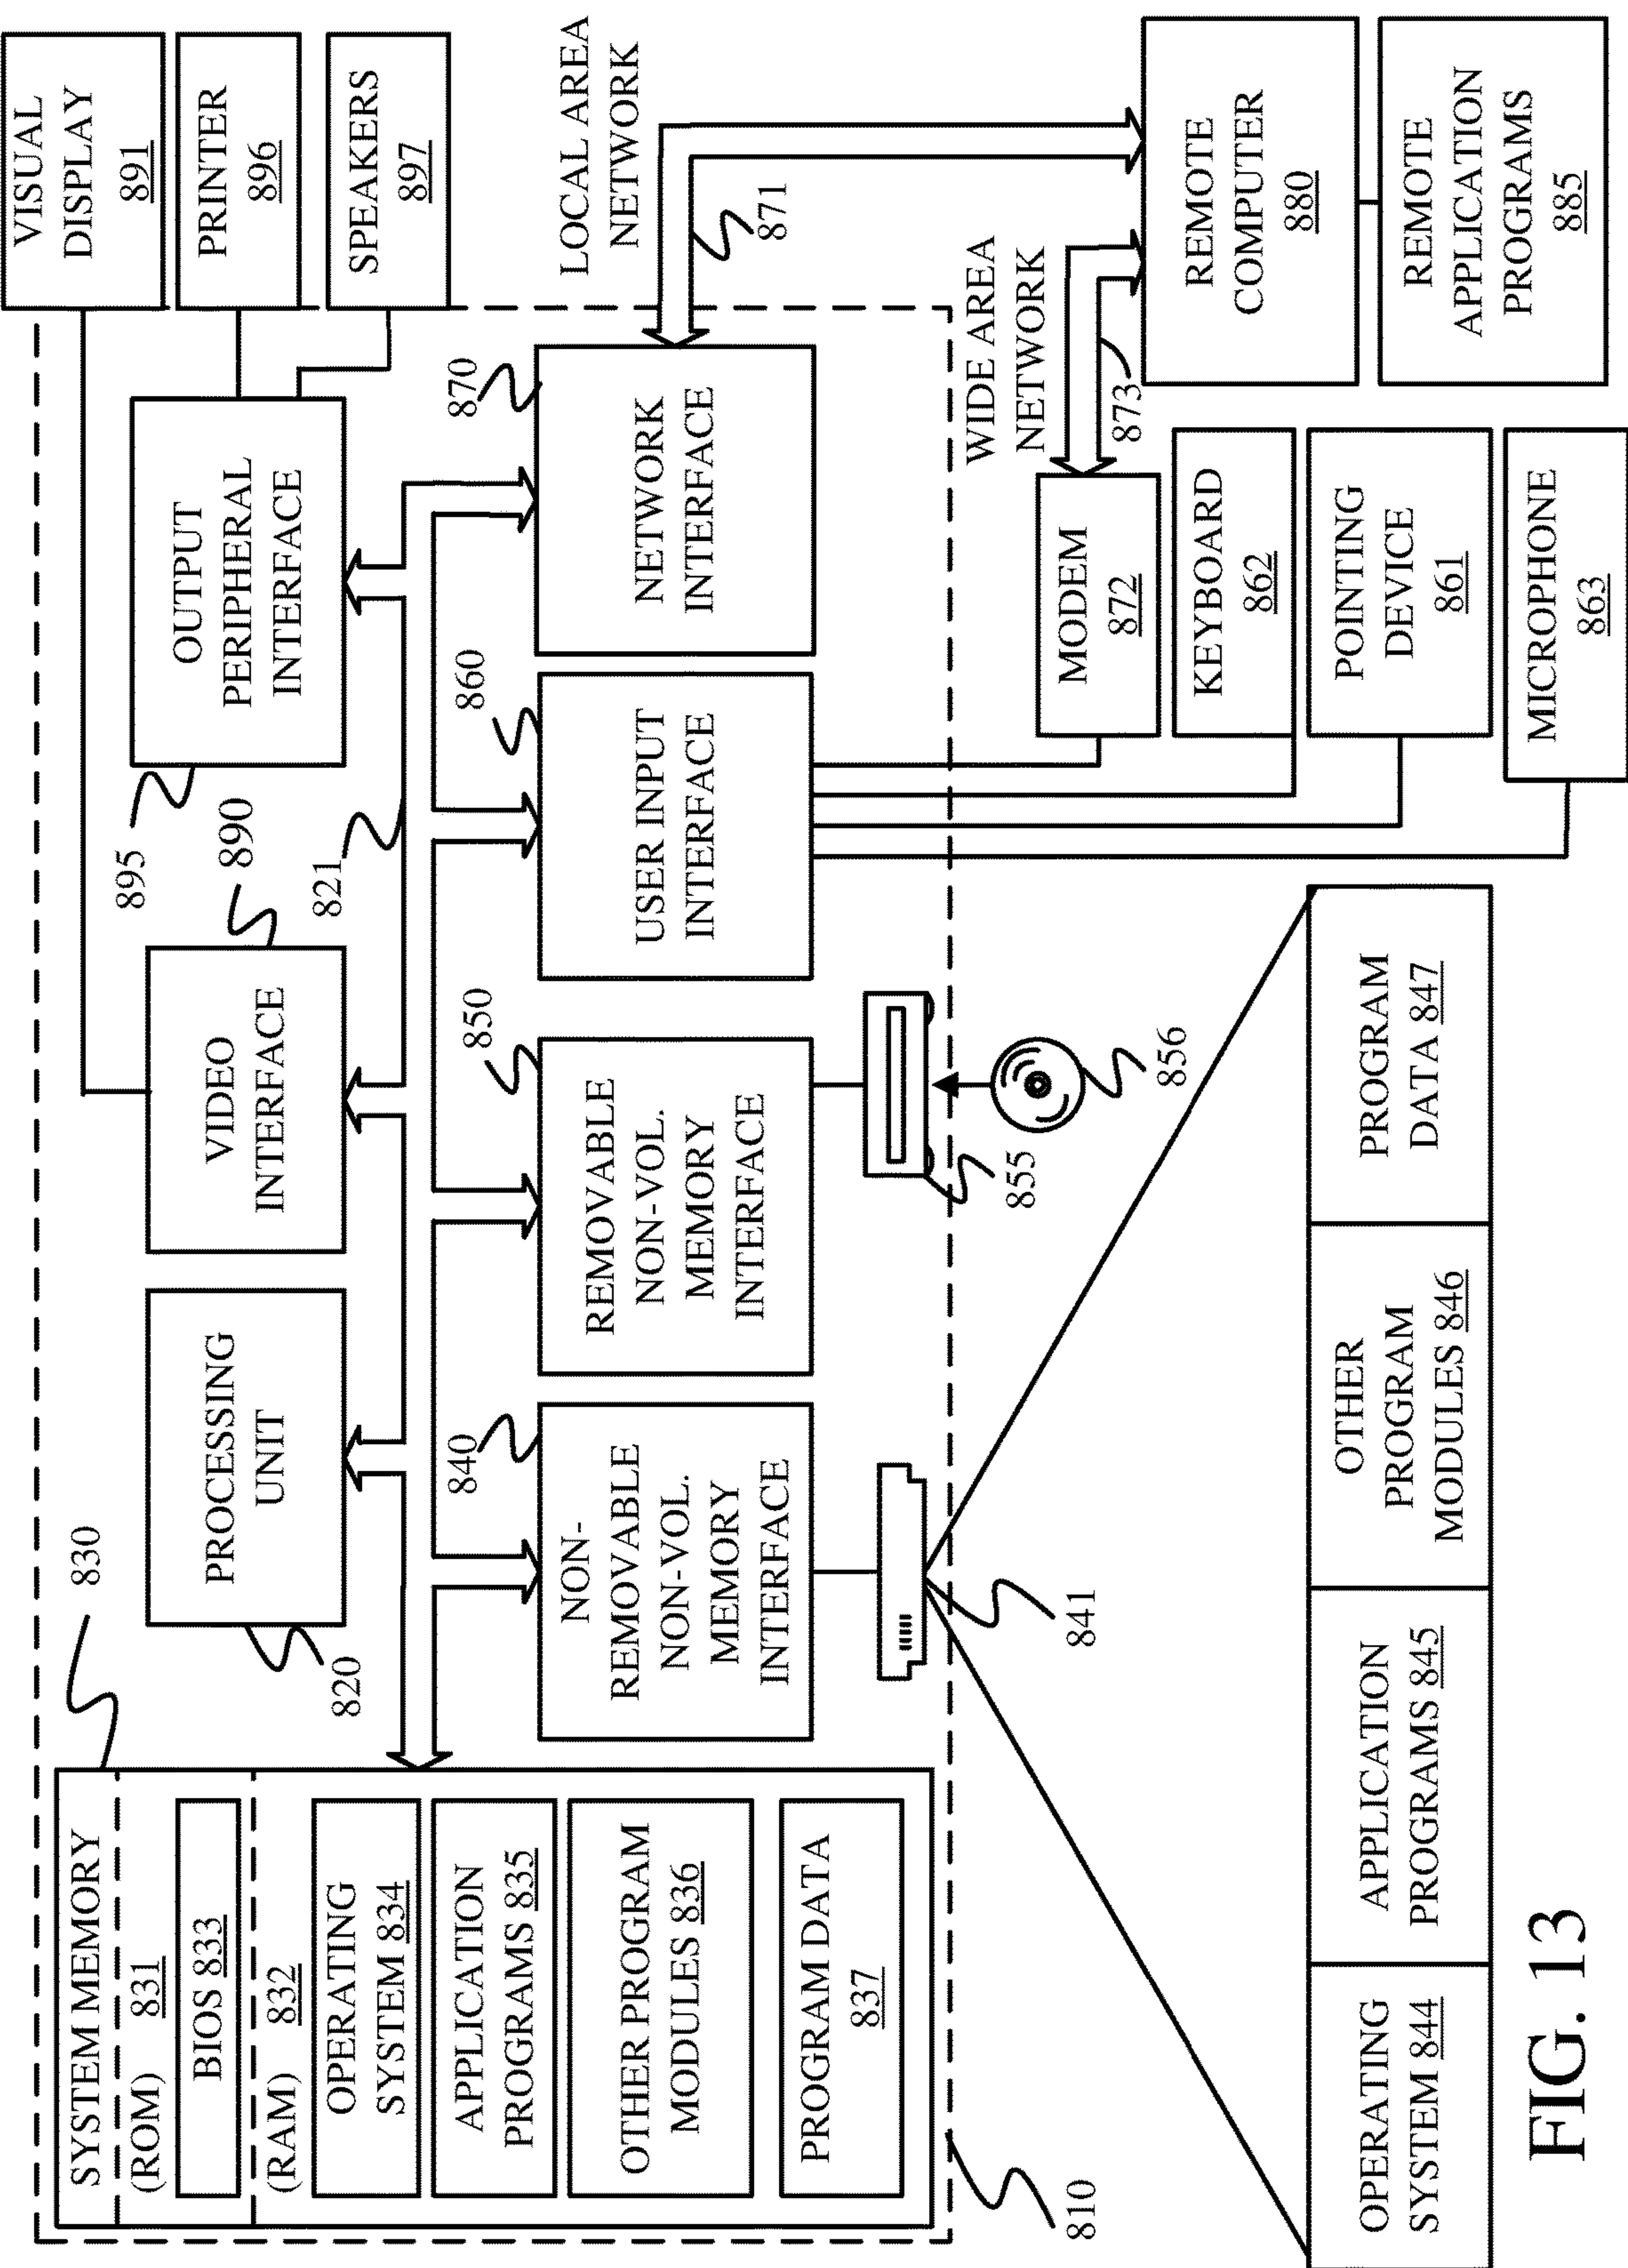 SYSTEM MEMORY
(ROM) 831
BIOS 833
(RAM) 832
OPERATING
SYSTEM 834
APPLICATION
PROGRAMS 835
OTHER PROGRAM
MODULES 836
PROGRAM DATA
837
830
PROCESSING
UNIT
820
VIDEO
INTERFACE
890
821
OUTPUT
PERIPHERAL
INTERFACE
895
VISUAL
DISPLAY
891
PRINTER
896
SPEAKERS
897
NON-
REMOVABLE
NON-VOL.
MEMORY
INTERFACE
840
REMOVABLE
NON-VOL.
MEMORY
INTERFACE
850
USER INPUT
INTERFACE
860
NETWORK
INTERFACE
870
LOCAL AREA
NETWORK
871
810
841
855
856
WIDE AREA
NETWORK
873
MODEM
872
KEYBOARD
862
POINTING
DEVICE
861
MICROPHONE
863
REMOTE
COMPUTER
880
REMOTE
APPLICATION
PROGRAMS
885
OPERATING
SYSTEM 844
APPLICATION
PROGRAMS 845
OTHER
PROGRAM
MODULES 846
PROGRAM
DATA 847
FIG. 13